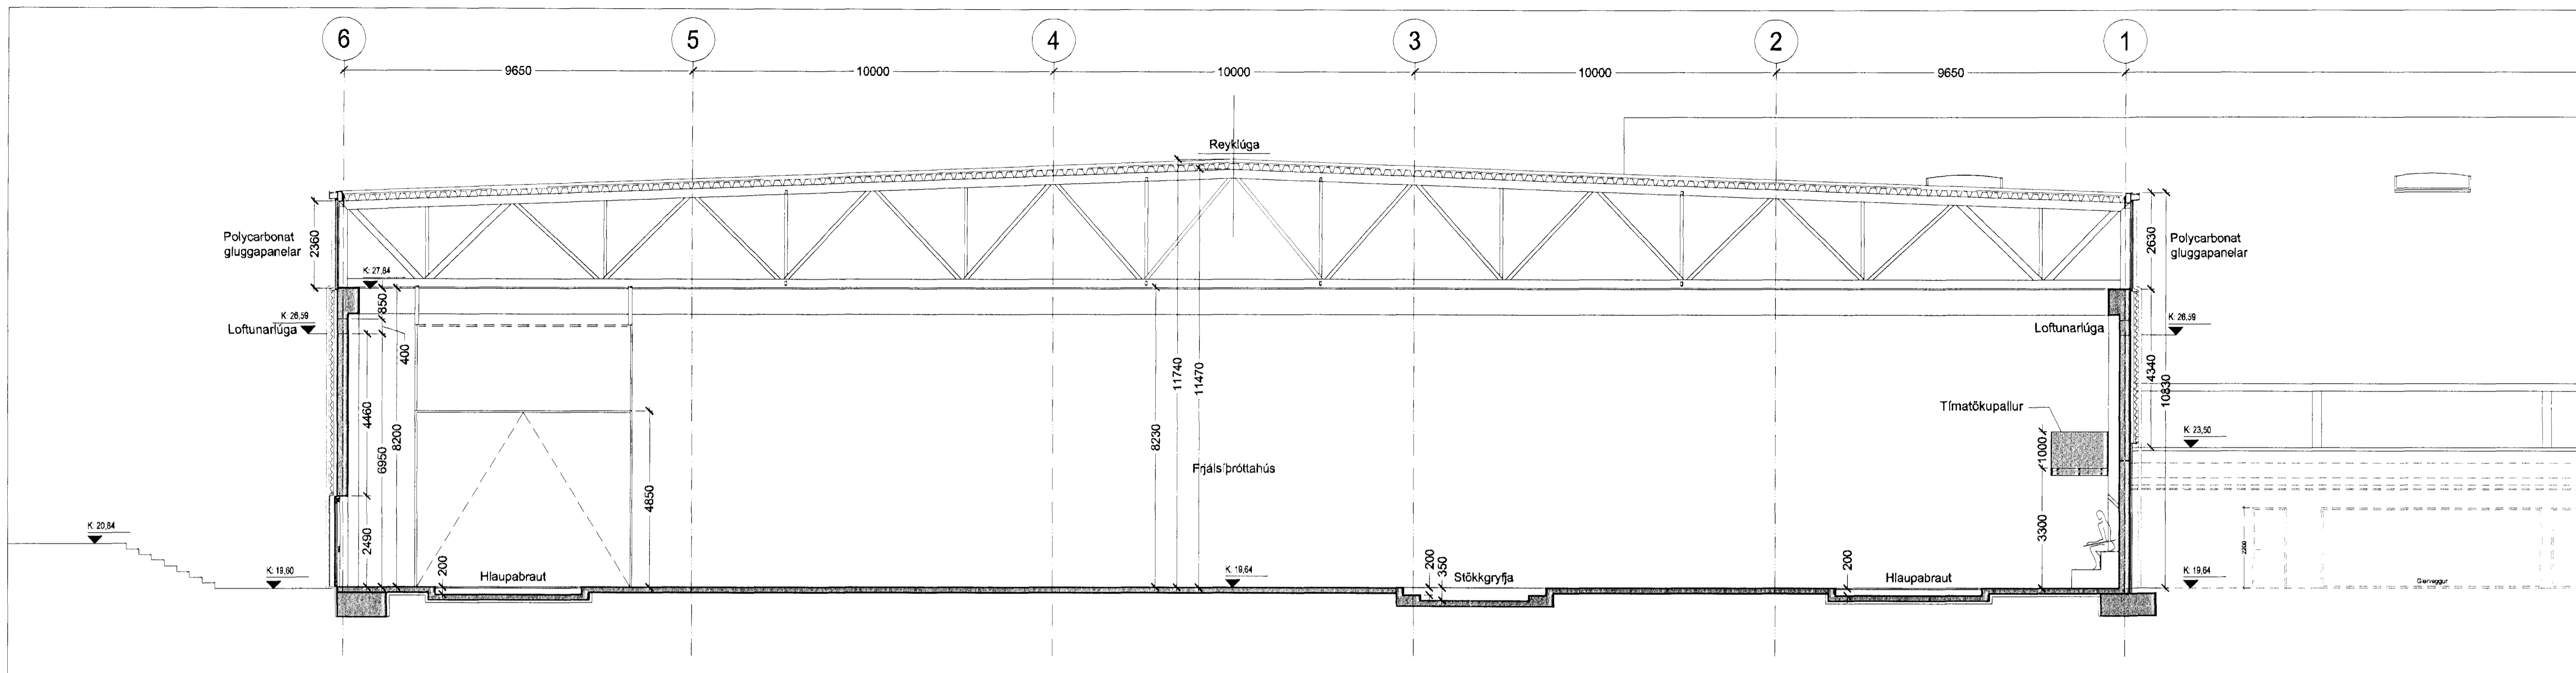 6
5
4
3
2
1
9650
10000
10000
10000
9650
Reyklúga
Polycarbonat
gluggapanelar
2360
K: 27,84
850
K: 26,59
Loftunarlúga
400
4460
6950
8200
2490
4850
200
Hlaupabraut
K: 20,84
K: 19,60
8230
11740
11470
Frjálsíþróttahús
K: 19,64
200
350
Stökkgryfja
200
Hlaupabraut
Loftunarlúga
Tímatökupallur
1000
3300
2630
Polycarbonat
gluggapanelar
K: 26,59
4340
10830
K: 23,50
2200
K: 19,64
Glerveggur